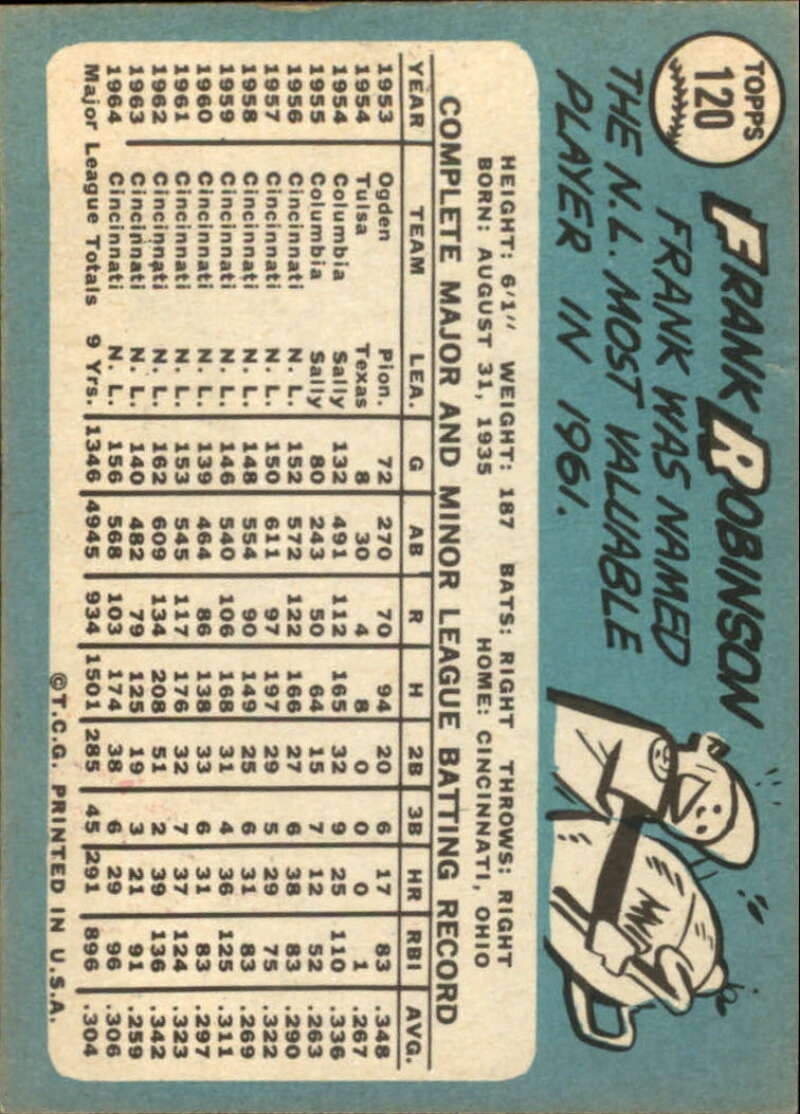 TOPPS
120
FRANK ROBINSON
FRANK WAS NAMED
THE N.L. MOST VALUABLE
PLAYER IN 1961.
MVP
HEIGHT: 6'1" WEIGHT: 187 BATS: RIGHT THROWS: RIGHT
BORN: AUGUST 31, 1935 HOME: CINCINNATI, OHIO
COMPLETE MAJOR AND MINOR LEAGUE BATTING RECORD
YEAR TEAM LEA. G AB R H 2B 3B HR RBI AVG.
1953 Ogden Pion. 72 270 70 94 20 6 17 83 .348
1954 Tulsa Texas 8 30 4 8 0 0 0 1 .267
1954 Columbia Sally 132 491 112 165 32 9 25 110 .336
1955 Columbia Sally 80 243 50 64 15 7 12 52 .263
1956 Cincinnati N. L. 152 572 122 166 27 6 38 83 .290
1957 Cincinnati N. L. 150 611 97 197 29 5 29 75 .322
1958 Cincinnati N. L. 148 554 90 149 25 6 31 83 .269
1959 Cincinnati N. L. 146 540 106 168 31 4 36 125 .311
1960 Cincinnati N. L. 139 464 86 138 33 6 31 83 .297
1961 Cincinnati N. L. 153 545 117 176 32 7 37 124 .323
1962 Cincinnati N. L. 162 609 134 208 51 2 39 136 .342
1963 Cincinnati N. L. 140 482 79 125 19 3 21 91 .259
1964 Cincinnati N. L. 156 568 103 174 38 6 29 96 .306
Major League Totals 9 Yrs. 1346 4945 934 1501 285 45 291 896 .304
©T.C.G. PRINTED IN U.S.A.